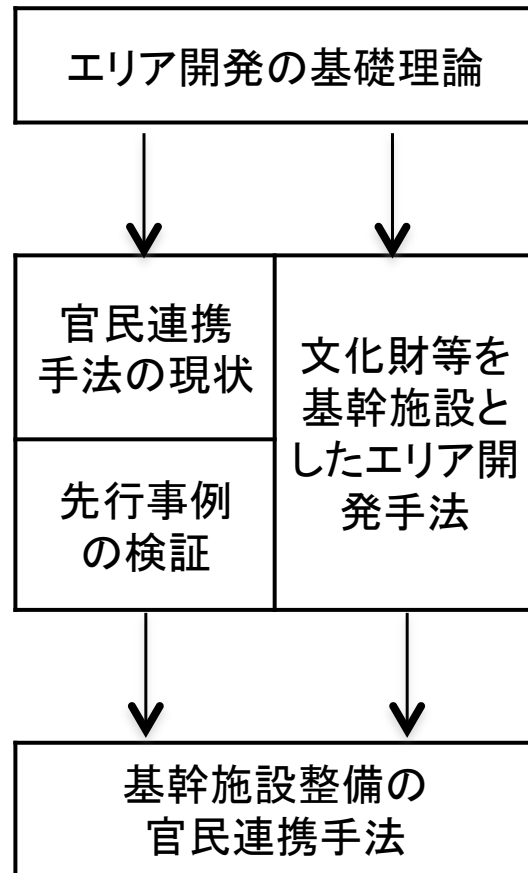 エリア開発の基礎理論
官民連携
手法の現状
先行事例
の検証
文化財等を
基幹施設と
したエリア開
発手法
基幹施設整備の
官民連携手法